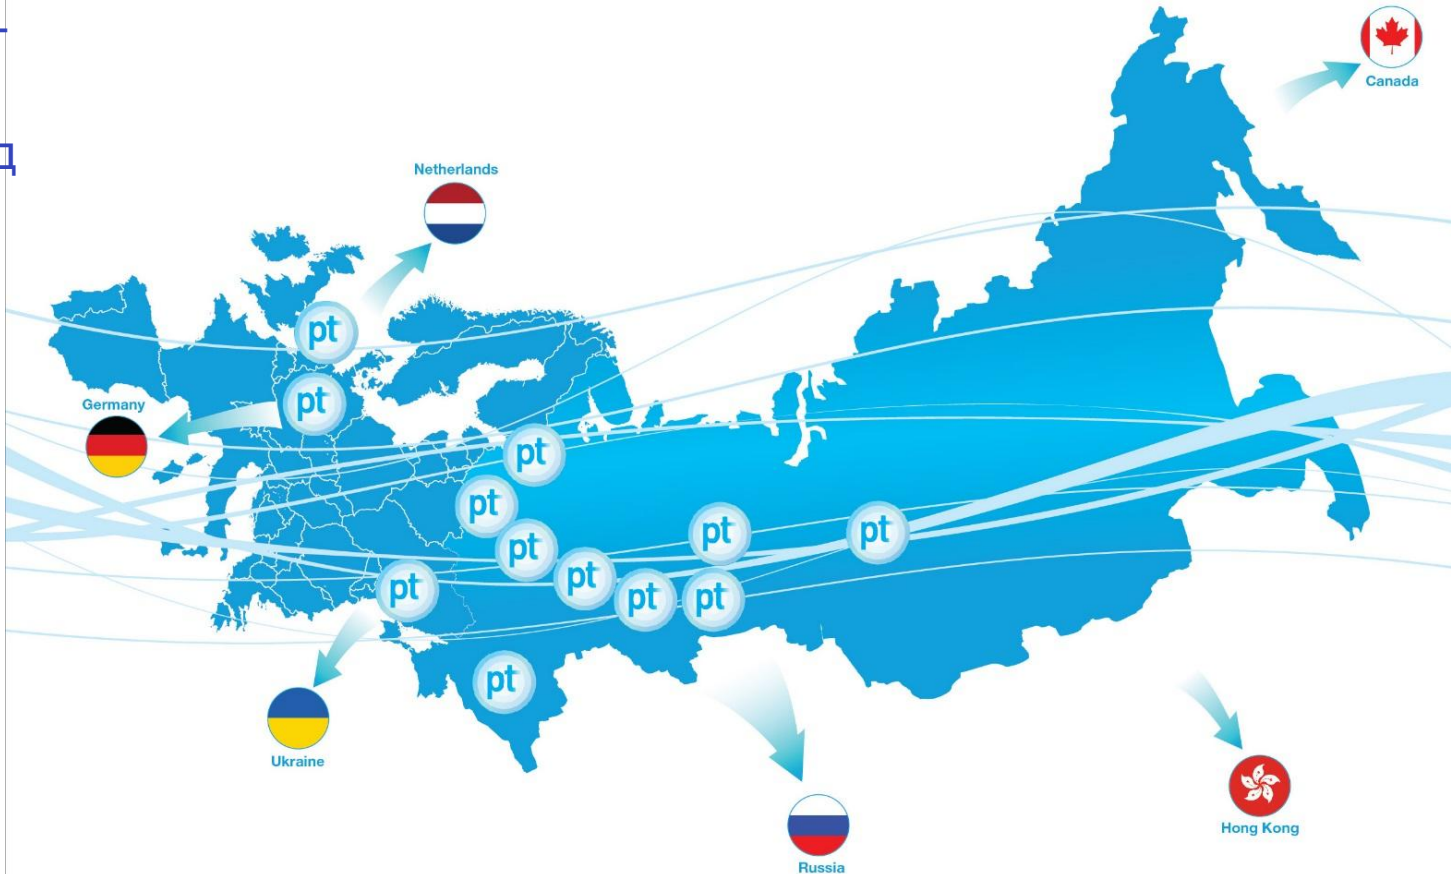 Д
Canada
Netherlands
pt
Germany
pt
pt
pt
pt
pt
pt
pt
pt
pt
pt
pt
Ukraine
Hong Kong
Russia